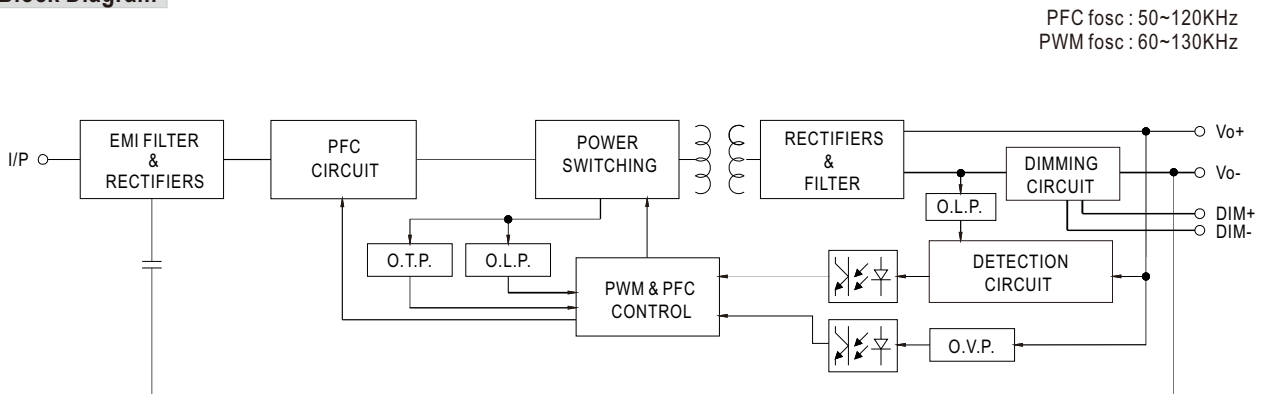 Block Diagram
PFC fosc : 50~120KHz
PWM fosc : 60~130KHz
I/P
EMI FILTER
&
RECTIFIERS
PFC
CIRCUIT
POWER
SWITCHING
RECTIFIERS
&
FILTER
DIMMING
CIRCUIT
Vo+
Vo-
DIM+
DIM-
O.L.P.
O.T.P.
O.L.P.
PWM & PFC
CONTROL
DETECTION
CIRCUIT
O.V.P.